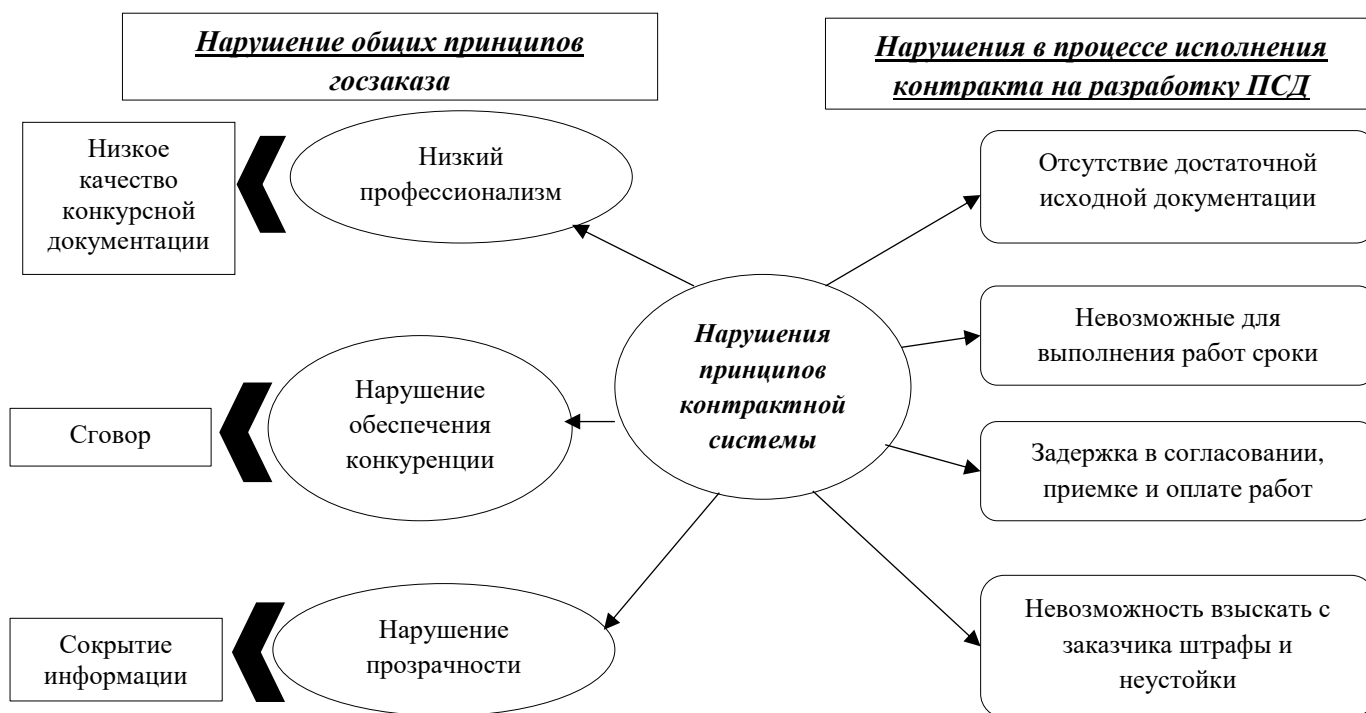 Нарушение общих принципов
госзаказа
Нарушения в процессе исполнения
контракта на разработку ПСД
Низкое
качество
конкурсной
документации
Низкий
профессионализм
Отсутствие достаточной
исходной документации
Нарушения
принципов
контрактной
системы
Невозможные для
выполнения работ сроки
Сговор
Нарушение
обеспечения
конкуренции
Задержка в согласовании,
приемке и оплате работ
Сокрытие
информации
Нарушение
прозрачности
Невозможность взыскать с
заказчика штрафы и
неустойки